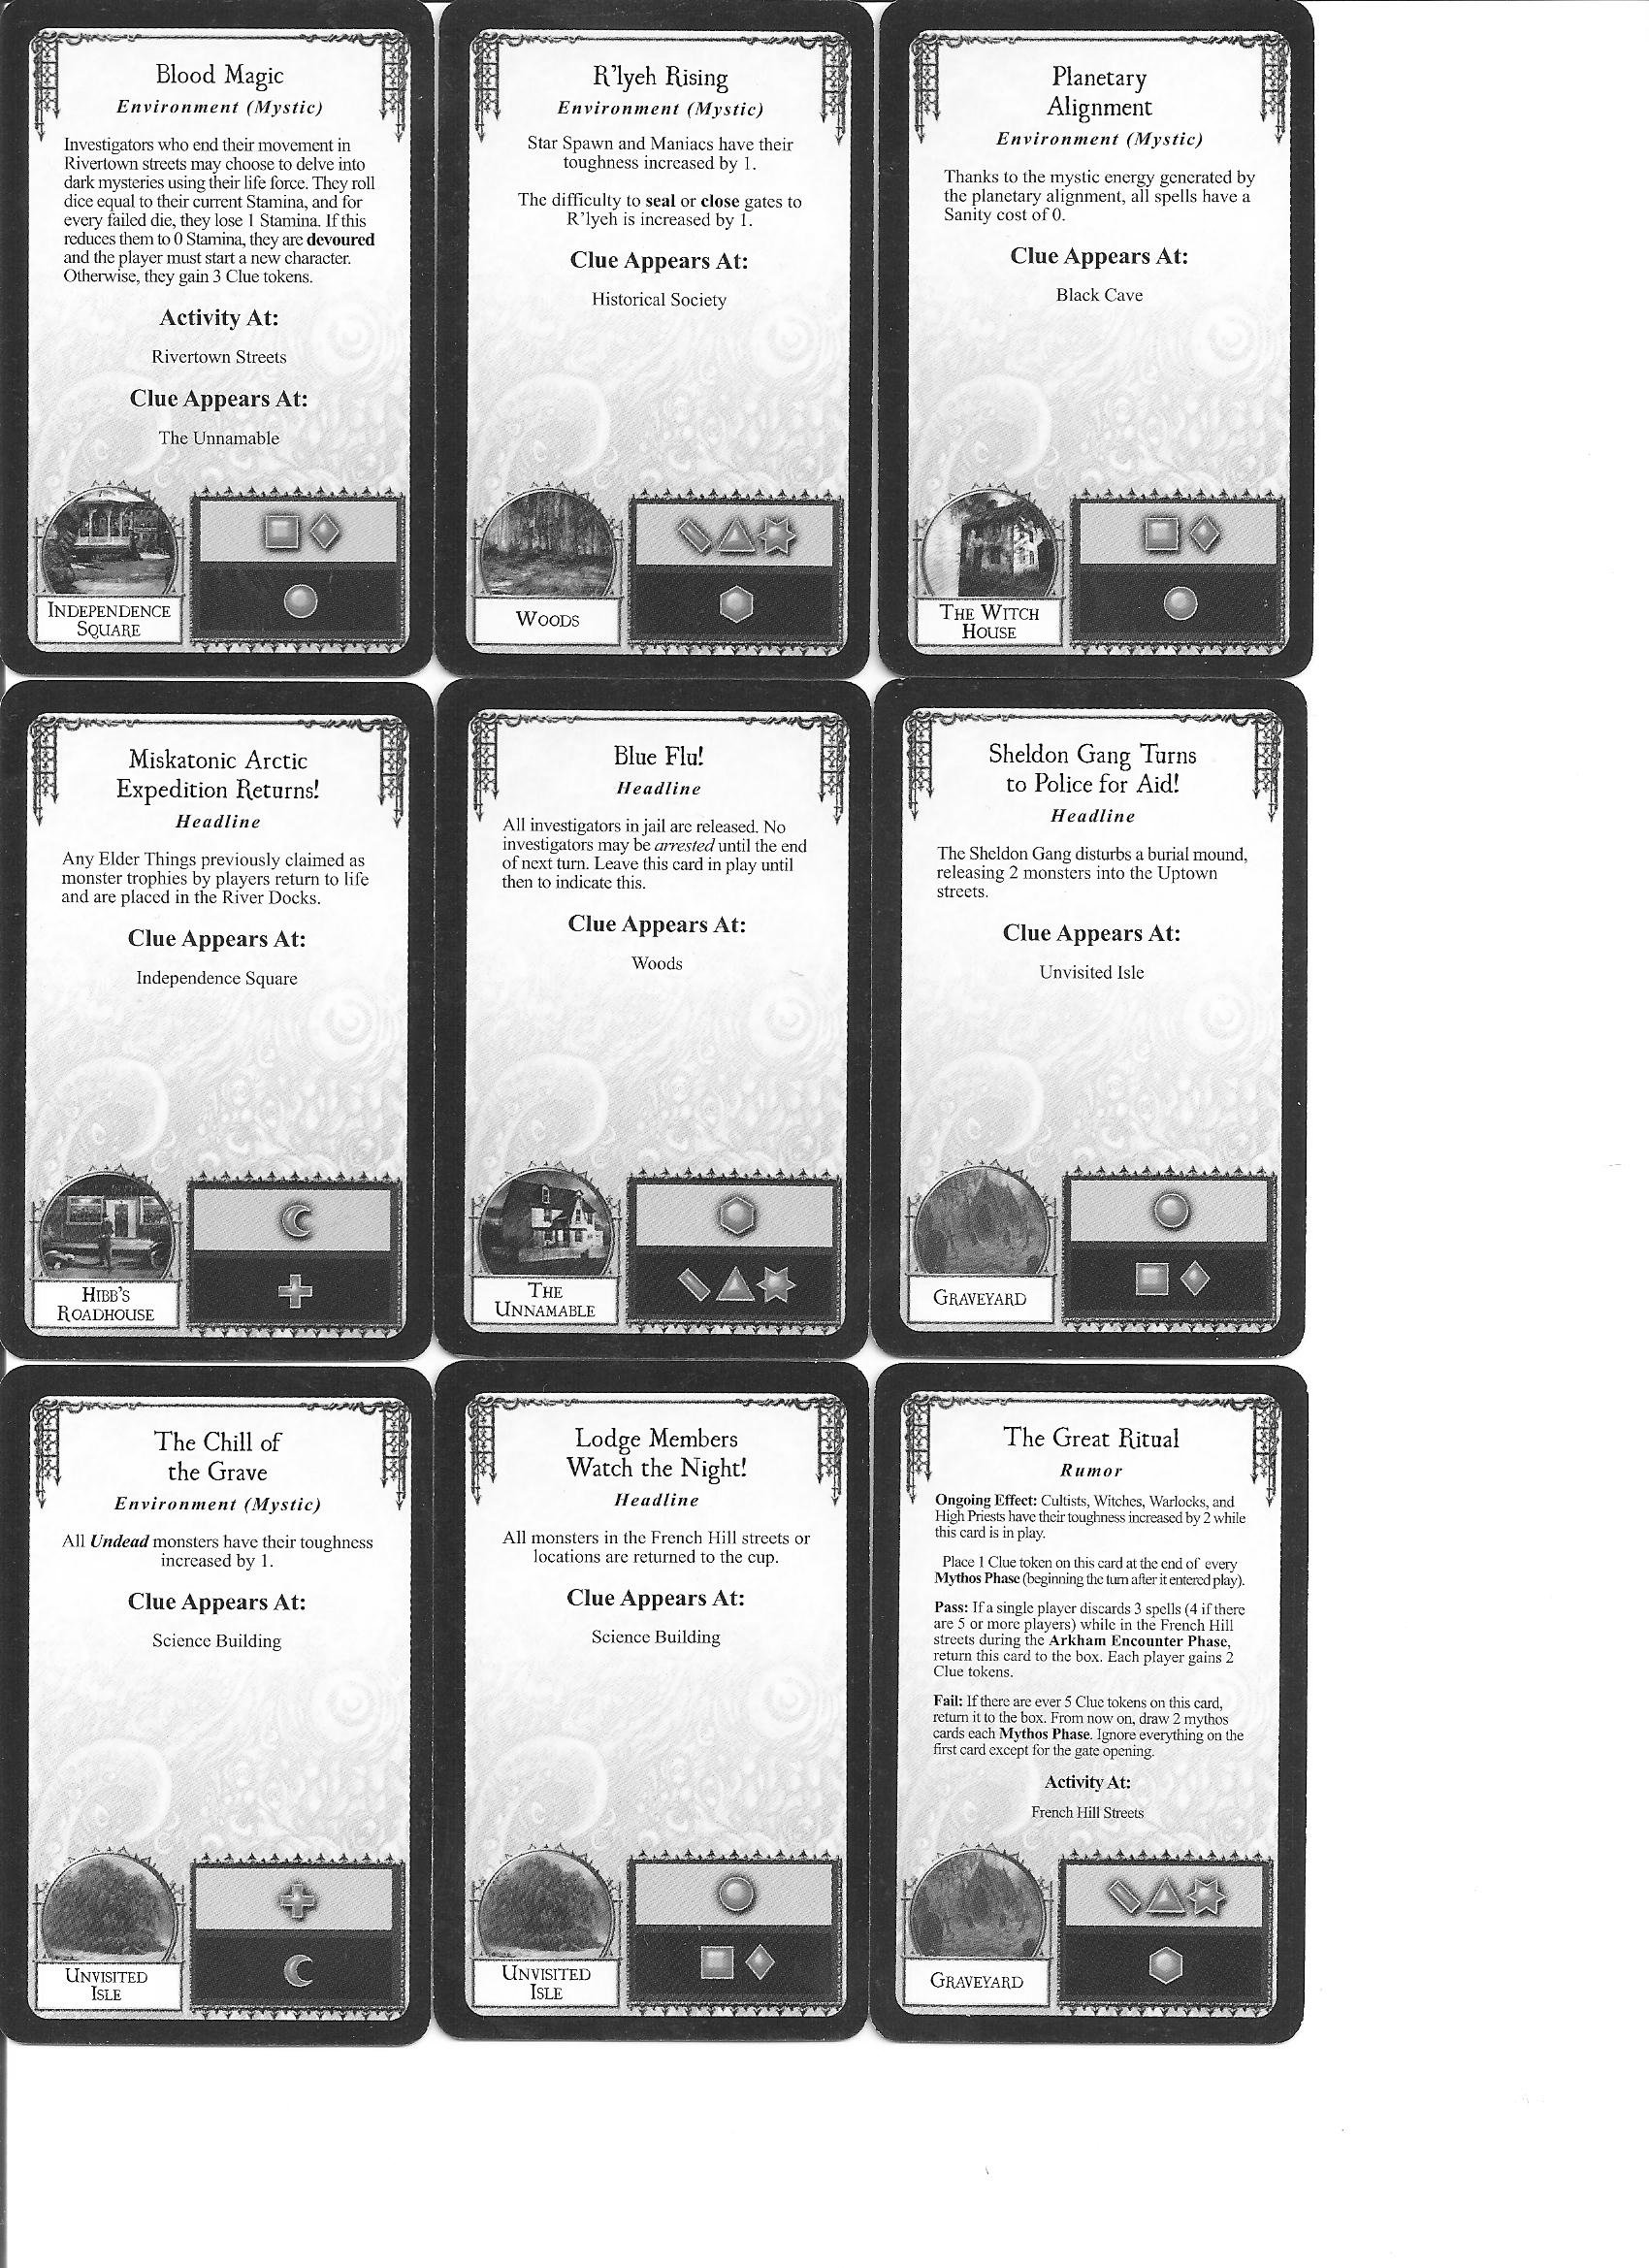 Blood Magic
Environment (Mystic)
Investigators who end their movement in
Rivertown streets may choose to delve into
dark mysteries using their life force. They roll
dice equal to their current Stamina, and for
every failed die, they lose 1 Stamina. If this
reduces them to 0 Stamina, they are devoured
and the player must start a new character.
Otherwise, they gain 3 Clue tokens.
Activity At:
Rivertown Streets
Clue Appears At:
The Unnamable
INDEPENDENCE
SQUARE
R'lyeh Rising
Environment (Mystic)
Star Spawn and Maniacs have their
toughness increased by 1.
The difficulty to seal or close gates to
R'lyeh is increased by 1.
Clue Appears At:
Historical Society
WOODS
Planetary
Alignment
Environment (Mystic)
Thanks to the mystic energy generated by
the planetary alignment, all spells have a
Sanity cost of 0.
Clue Appears At:
Black Cave
THE WITCH
HOUSE
Miskatonic Arctic
Expedition Returns!
Headline
Any Elder Things previously claimed as
monster trophies by players return to life
and are placed in the River Docks.
Clue Appears At:
Independence Square
HIBB'S
ROADHOUSE
Blue Flu!
Headline
All investigators in jail are released. No
investigators may be arrested until the end
of next turn. Leave this card in play until
then to indicate this.
Clue Appears At:
Woods
THE
UNNAMABLE
Sheldon Gang Turns
to Police for Aid!
Headline
The Sheldon Gang disturbs a burial mound,
releasing 2 monsters into the Uptown
streets.
Clue Appears At:
Unvisited Isle
GRAVEYARD
The Chill of
the Grave
Environment (Mystic)
All Undead monsters have their toughness
increased by 1.
Clue Appears At:
Science Building
UNVISITED
ISLE
Lodge Members
Watch the Night!
Headline
All monsters in the French Hill streets or
locations are returned to the cup.
Clue Appears At:
Science Building
UNVISITED
ISLE
The Great Ritual
Rumor
Ongoing Effect: Cultists, Witches, Warlocks, and
High Priests have their toughness increased by 2 while
this card is in play.
Place 1 Clue token on this card at the end of every
Mythos Phase (beginning the turn after it entered play).
Pass: If a single player discards 3 spells (4 if there
are 5 or more players) while in the French Hill
streets during the Arkham Encounter Phase,
return this card to the box. Each player gains 2
Clue tokens.
Fail: If there are ever 5 Clue tokens on this card,
return it to the box. From now on, draw 2 mythos
cards each Mythos Phase. Ignore everything on the
first card except for the gate opening.
Activity At:
French Hill Streets
GRAVEYARD